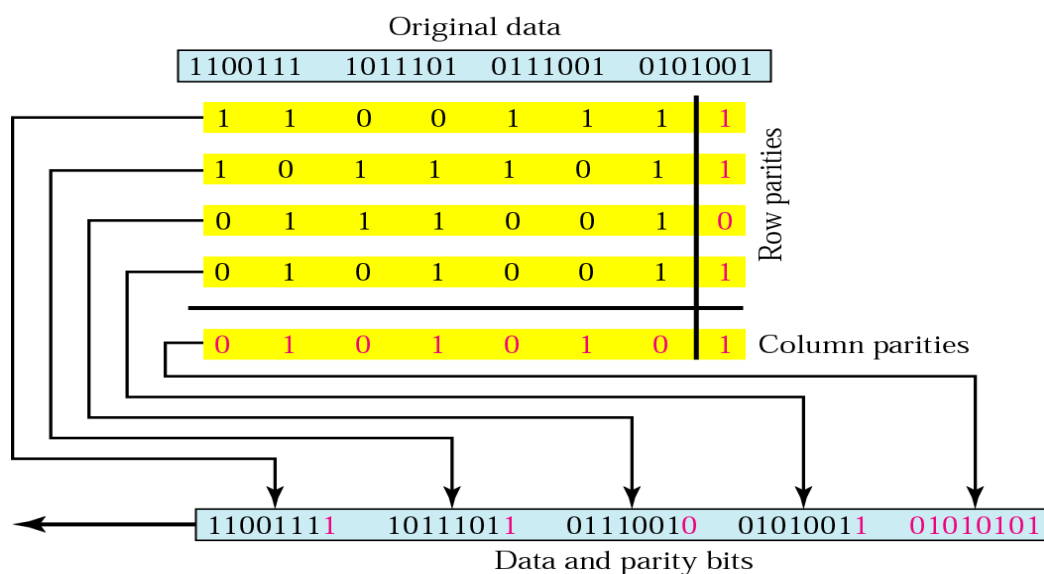 Original data
1100111 1011101 0111001 0101001
1 1 0 0 1 1 1 1
1 0 1 1 1 0 1 1
0 1 1 1 0 0 1 0
0 1 0 1 0 0 1 1
Row parities
0 1 0 1 0 1 0 1 Column parities
11001111 10111011 01110010 01010011 01010101
Data and parity bits